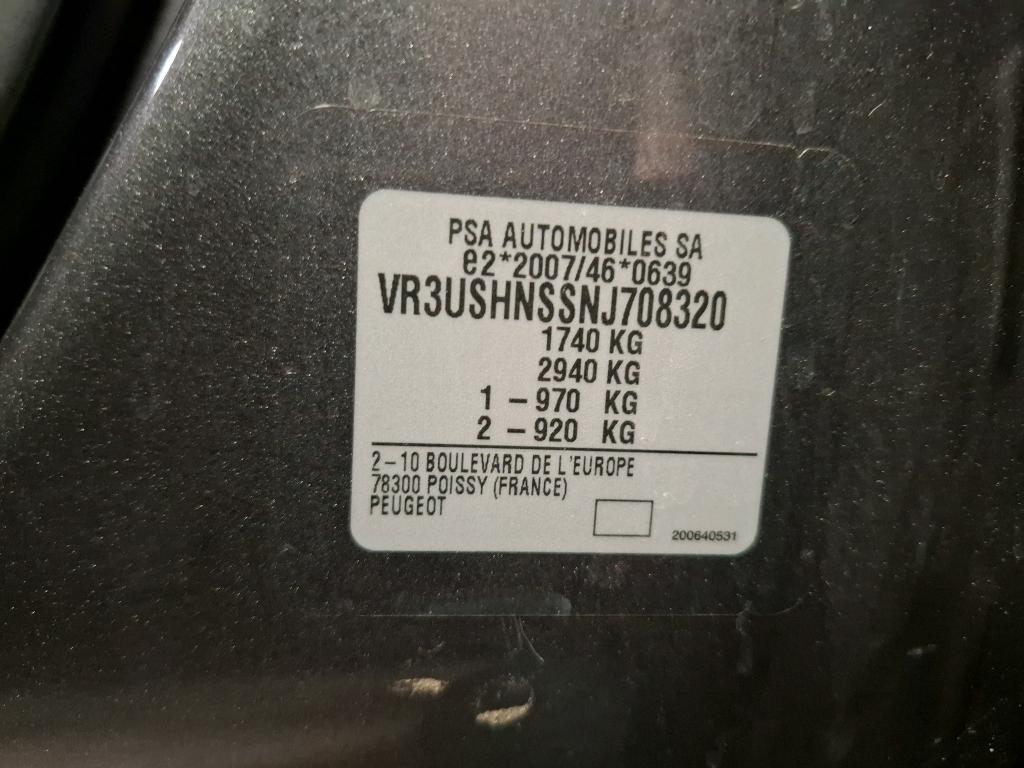 PSA AUTOMOBILES SA
e2*2007/46*0639
VR3USHNSSNJ708320
1740 KG
2940 KG
1 – 970 KG
2 – 920 KG
2–10 BOULEVARD DE L'EUROPE
78300 POISSY (FRANCE)
PEUGEOT
200640531